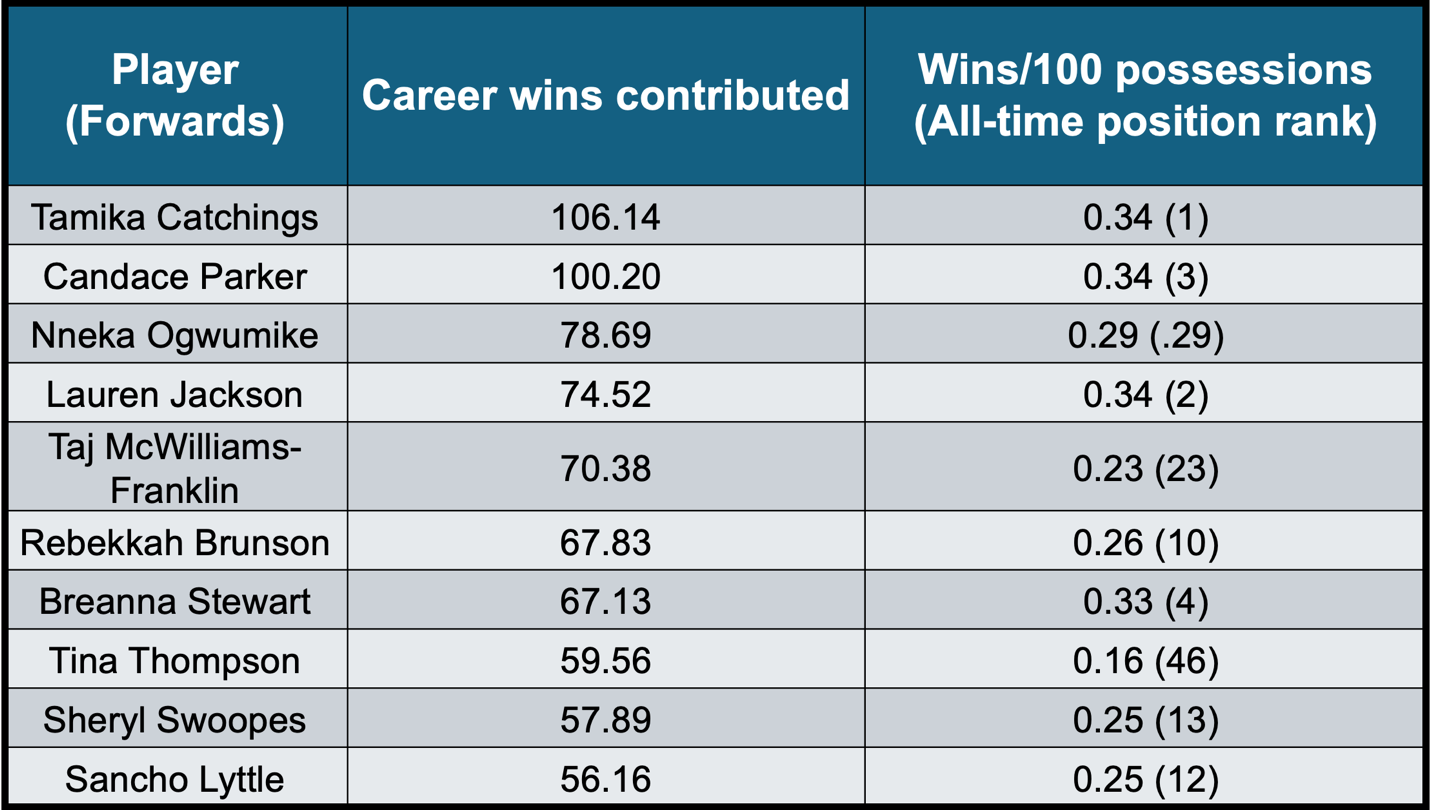 Player
(Forwards)
Career wins contributed
Wins/100 possessions
(All-time position rank)
Tamika Catchings
106.14
0.34 (1)
Candace Parker
100.20
0.34 (3)
Nneka Ogwumike
78.69
0.29 (.29)
Lauren Jackson
74.52
0.34 (2)
Taj McWilliams-
Franklin
70.38
0.23 (23)
Rebekkah Brunson
67.83
0.26 (10)
Breanna Stewart
67.13
0.33 (4)
Tina Thompson
59.56
0.16 (46)
Sheryl Swoopes
57.89
0.25 (13)
Sancho Lyttle
56.16
0.25 (12)